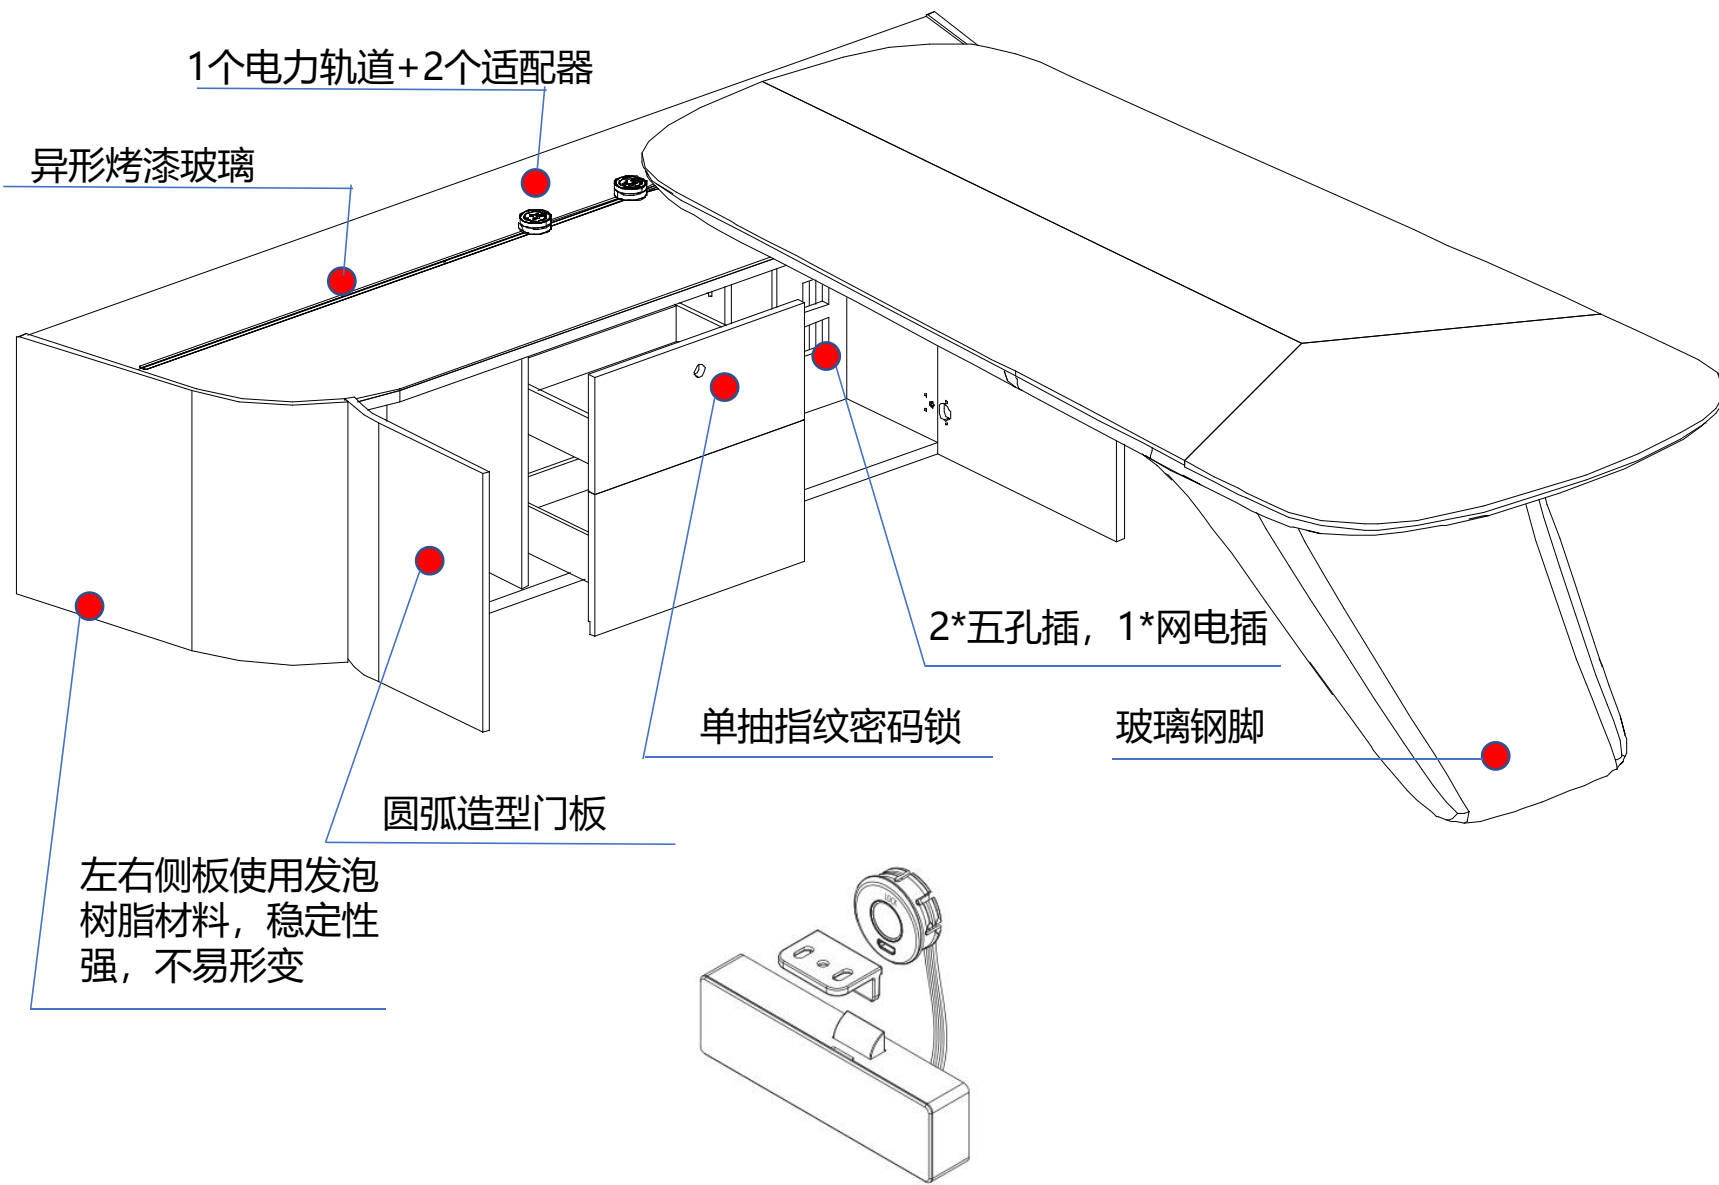 1个电力轨道+2个适配器
异形烤漆玻璃
2*五孔插，1*网电插
单抽指纹密码锁
玻璃钢脚
圆弧造型门板
左右侧板使用发泡
树脂材料，稳定性
强，不易形变
LOCK